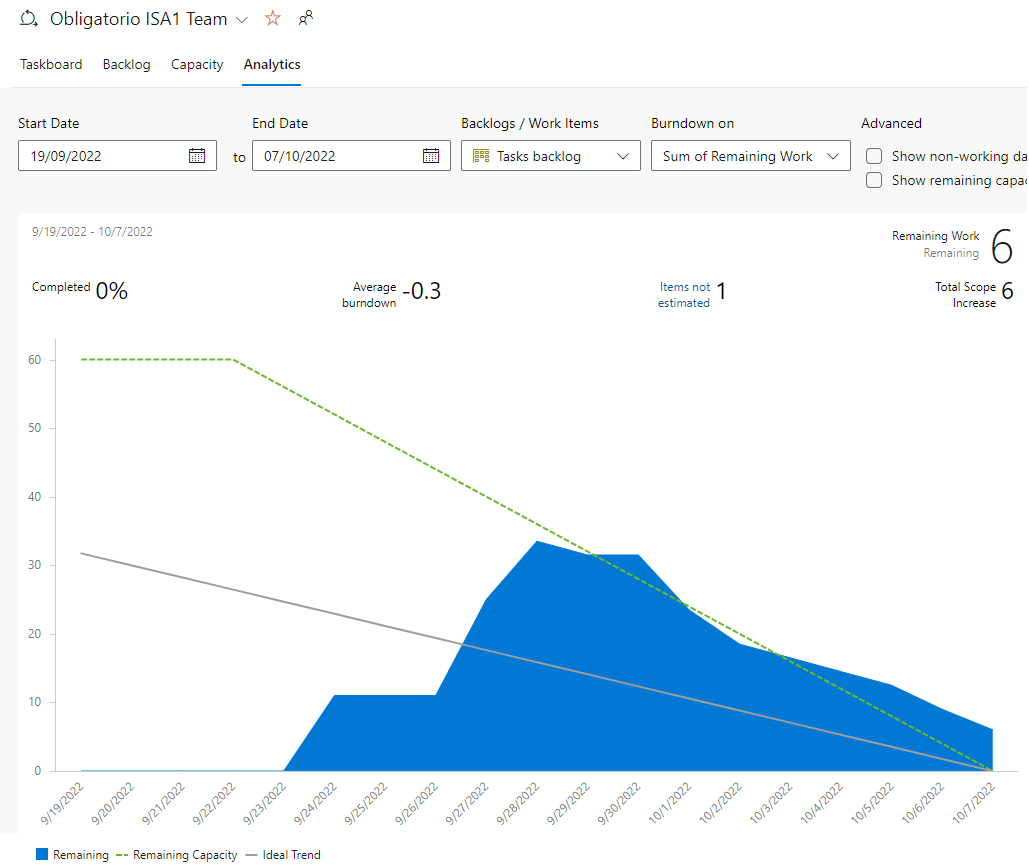 Obligatorio ISA1 Team
Taskboard Backlog Capacity Analytics
Start Date End Date Backlogs / Work Items Burndown on Advanced
19/09/2022 to 07/10/2022 Tasks backlog Sum of Remaining Work Show non-working da
Show remaining capac
9/19/2022 - 10/7/2022
Remaining Work 6
Remaining
Completed 0% Average -0.3 Items not 1 Total Scope 6
burndown estimated Increase
60
50
40
30
20
10
0
9/19/2022 9/20/2022 9/21/2022 9/22/2022 9/23/2022 9/24/2022 9/25/2022 9/26/2022 9/27/2022 9/28/2022 9/29/2022 9/30/2022 10/1/2022 10/2/2022 10/3/2022 10/4/2022 10/5/2022 10/6/2022 10/7/2022
Remaining Remaining Capacity Ideal Trend